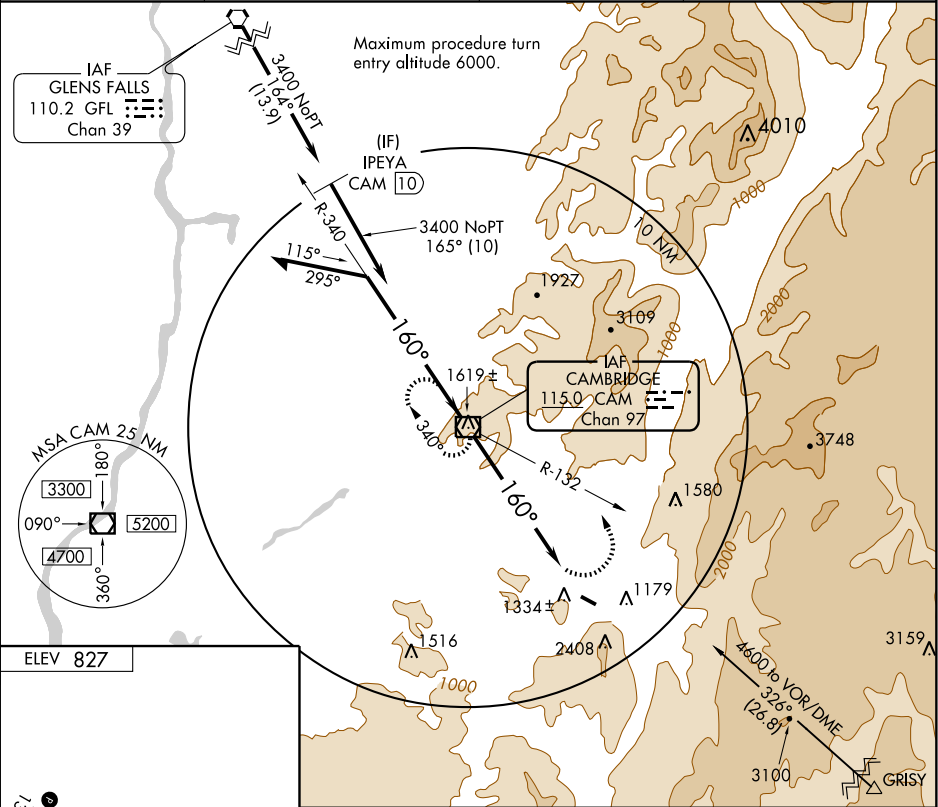 IAF
GLENS FALLS
110.2 GFL
Chan 39
3400 NoPT
164°
(13.9)
Maximum procedure turn
entry altitude 6000.
4010
1000
(IF)
IPEYA
CAM 10
R-340
3400 NoPT
165° (10)
10 NM
115°
295°
1927
2000
3109
1000
160°
1619 ±
IAF
CAMBRIDGE
115.0 CAM
Chan 97
340°
3748
R-132
MSA CAM 25 NM
180°
3300
090°
5200
4700
360°
160°
1580
2000
1334 ±
1179
1516
2408
3159
1000
4600 to VOR/DME
326°
(26.8)
3100
GRISY
ELEV 827
P